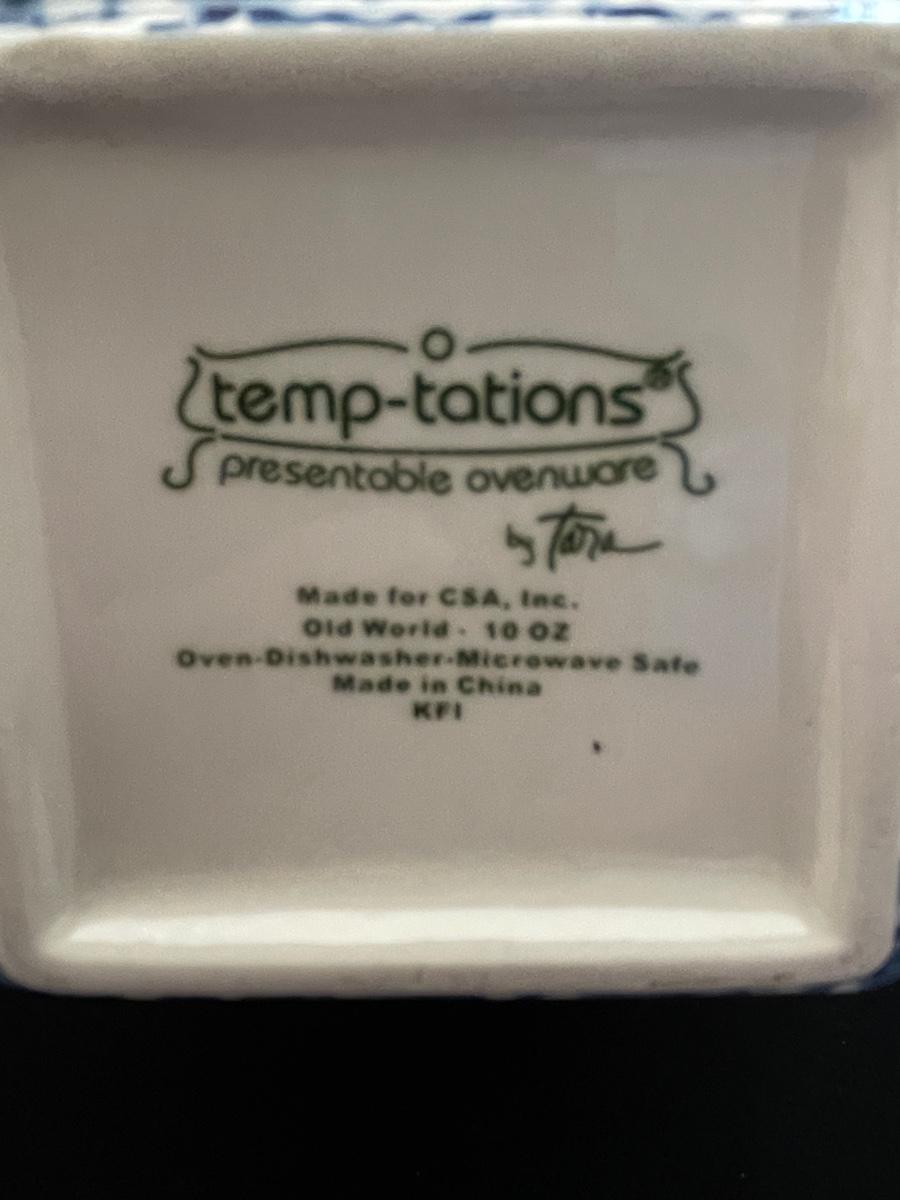 temp-tations®
presentable ovenware
by Tara
Made for CSA, Inc.
Old World - 10 OZ
Oven-Dishwasher-Microwave Safe
Made in China
KFI